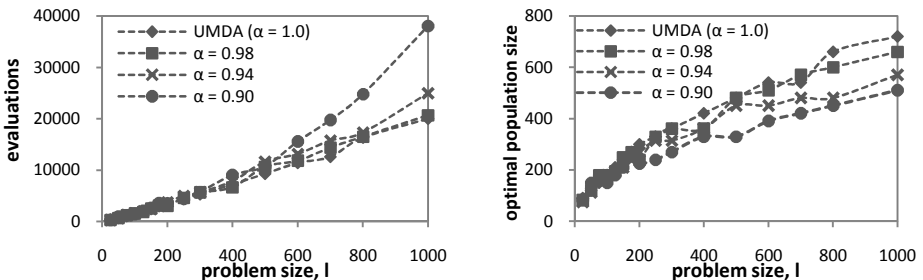 evaluations
40000
30000
20000
10000
0
UMDA (α = 1.0)
α = 0.98
α = 0.94
α = 0.90
0 200 400 600 800 1000
problem size, l
optimal population size
800
600
400
200
0
UMDA (α = 1.0)
α = 0.98
α = 0.94
α = 0.90
0 200 400 600 800 1000
problem size, l